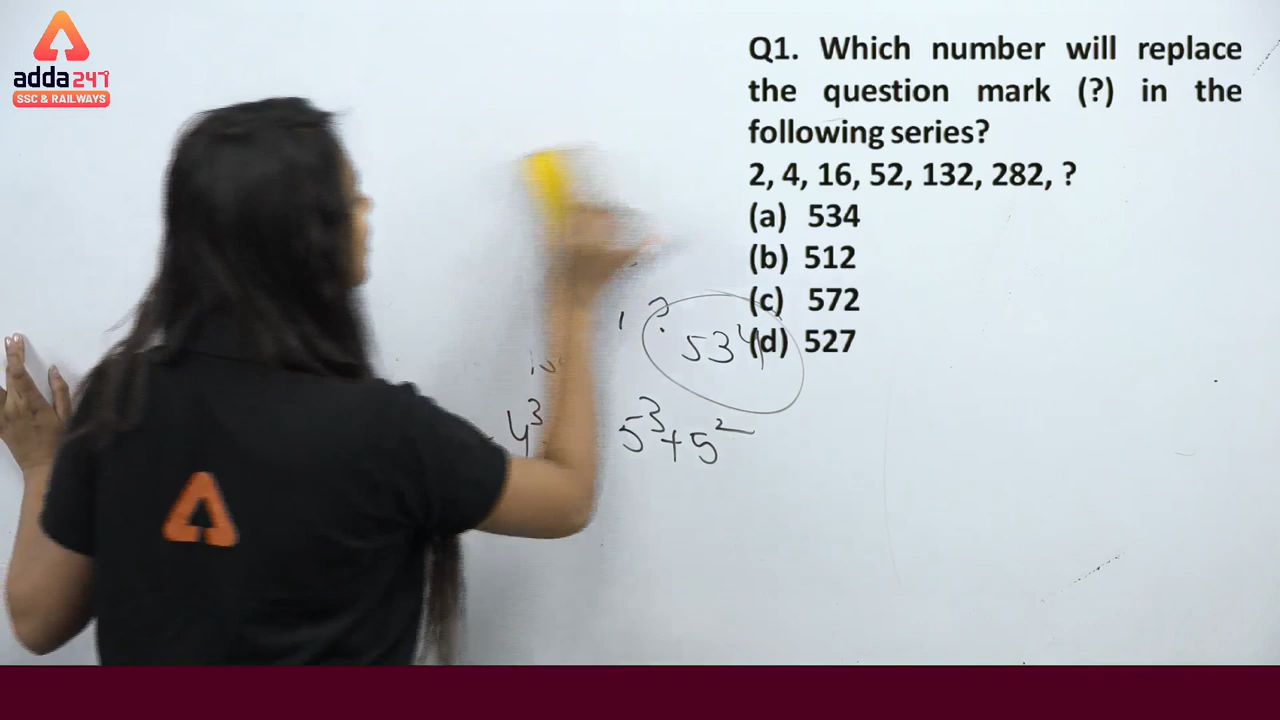 adda247
SSC & RAILWAYS
Q1. Which number will replace
the question mark (?) in the
following series?
2, 4, 16, 52, 132, 282, ?
(a) 534
(b) 512
(c) 572
(d) 527
, ?
534
4³
5³+5²